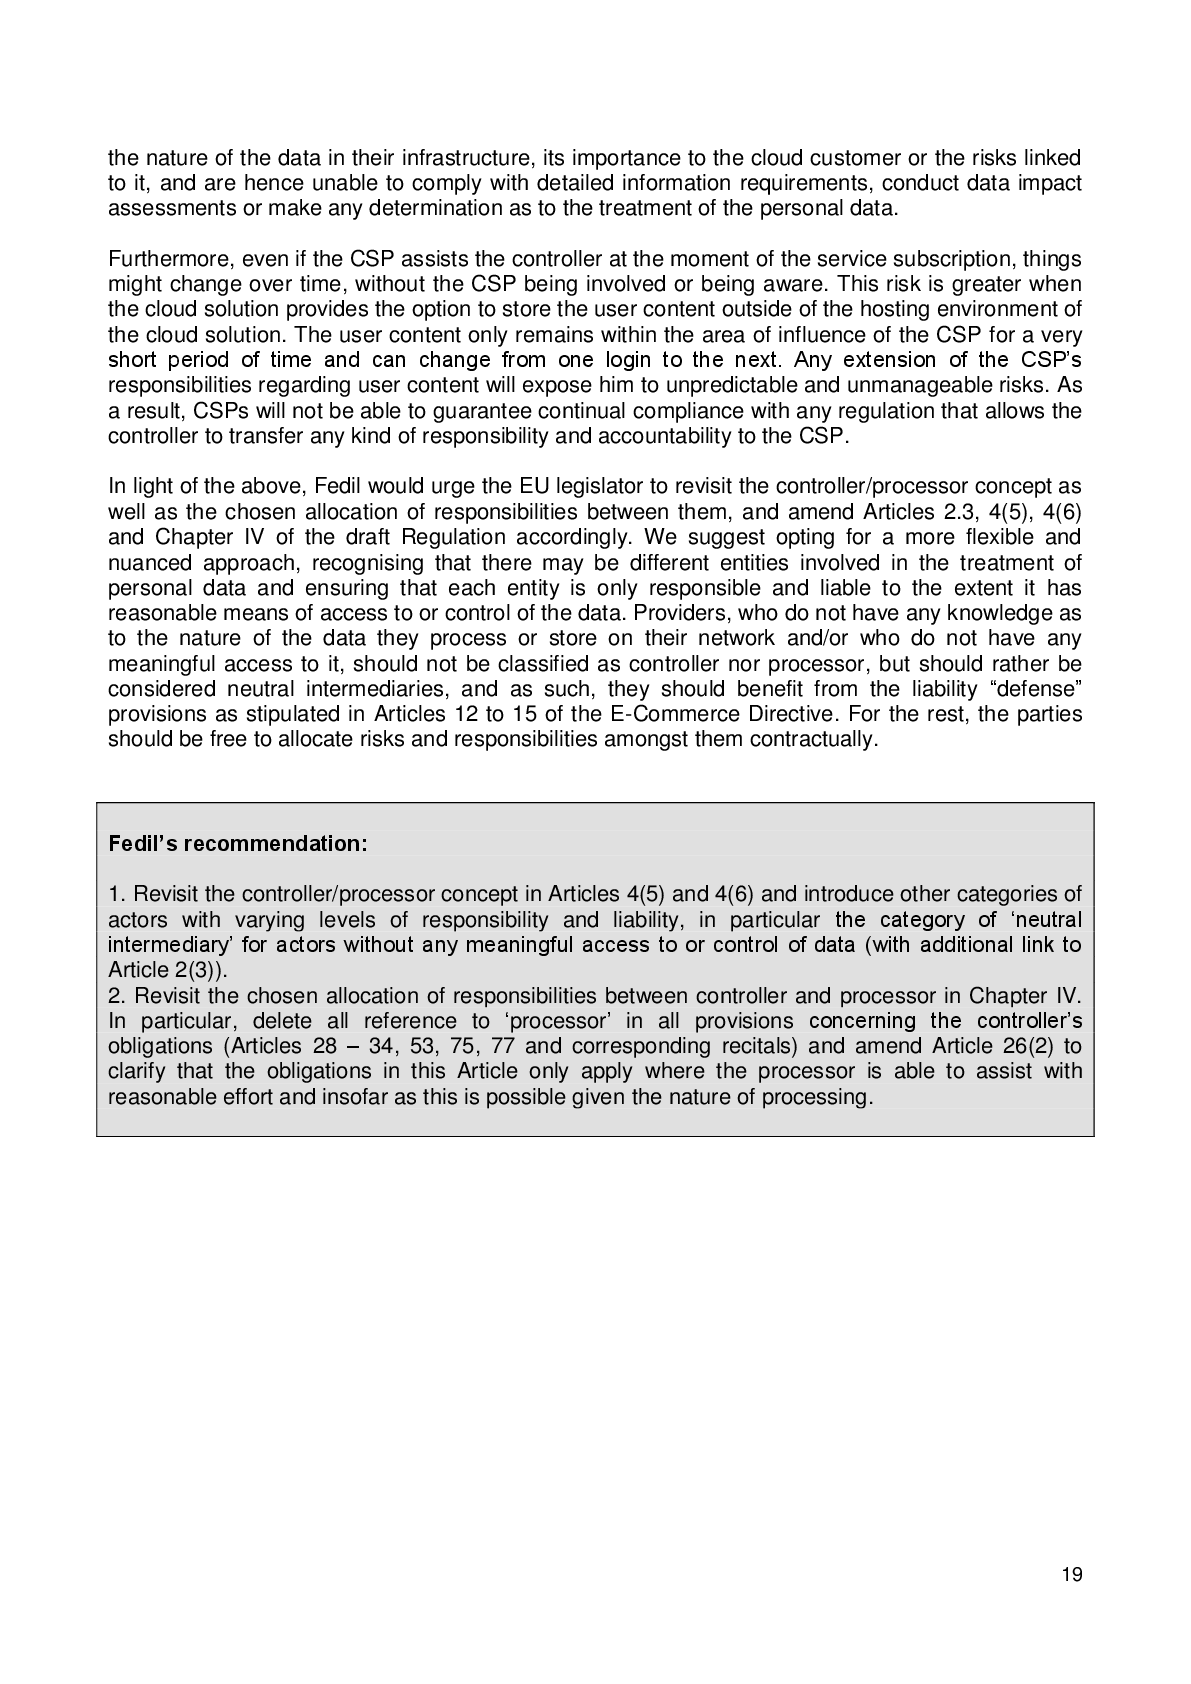 the nature of the data in their infrastructure, its importance to the cloud customer or the risks linked
to it, and are hence unable to comply with detailed information requirements, conduct data impact
assessments or make any determination as to the treatment of the personal data.
Furthermore, even if the CSP assists the controller at the moment of the service subscription, things
might change over time, without the CSP being involved or being aware. This risk is greater when
the cloud solution provides the option to store the user content outside of the hosting environment of
the cloud solution. The user content only remains within the area of influence of the CSP for a very
short period of time and can change from one login to the next. Any extension of the CSP’s
responsibilities regarding user content will expose him to unpredictable and unmanageable risks. As
a result, CSPs will not be able to guarantee continual compliance with any regulation that allows the
controller to transfer any kind of responsibility and accountability to the CSP.
In light of the above, Fedil would urge the EU legislator to revisit the controller/processor concept as
well as the chosen allocation of responsibilities between them, and amend Articles 2.3, 4(5), 4(6)
and Chapter IV of the draft Regulation accordingly. We suggest opting for a more flexible and
nuanced approach, recognising that there may be different entities involved in the treatment of
personal data and ensuring that each entity is only responsible and liable to the extent it has
reasonable means of access to or control of the data. Providers, who do not have any knowledge as
to the nature of the data they process or store on their network and/or who do not have any
meaningful access to it, should not be classified as controller nor processor, but should rather be
considered neutral intermediaries, and as such, they should benefit from the liability “defense”
provisions as stipulated in Articles 12 to 15 of the E-Commerce Directive. For the rest, the parties
should be free to allocate risks and responsibilities amongst them contractually.
Fedil’s recommendation:
1. Revisit the controller/processor concept in Articles 4(5) and 4(6) and introduce other categories of
actors with varying levels of responsibility and liability, in particular the category of ‘neutral
intermediary’ for actors without any meaningful access to or control of data (with additional link to
Article 2(3)).
2. Revisit the chosen allocation of responsibilities between controller and processor in Chapter IV.
In particular, delete all reference to ‘processor’ in all provisions concerning the controller’s
obligations (Articles 28 – 34, 53, 75, 77 and corresponding recitals) and amend Article 26(2) to
clarify that the obligations in this Article only apply where the processor is able to assist with
reasonable effort and insofar as this is possible given the nature of processing.
19